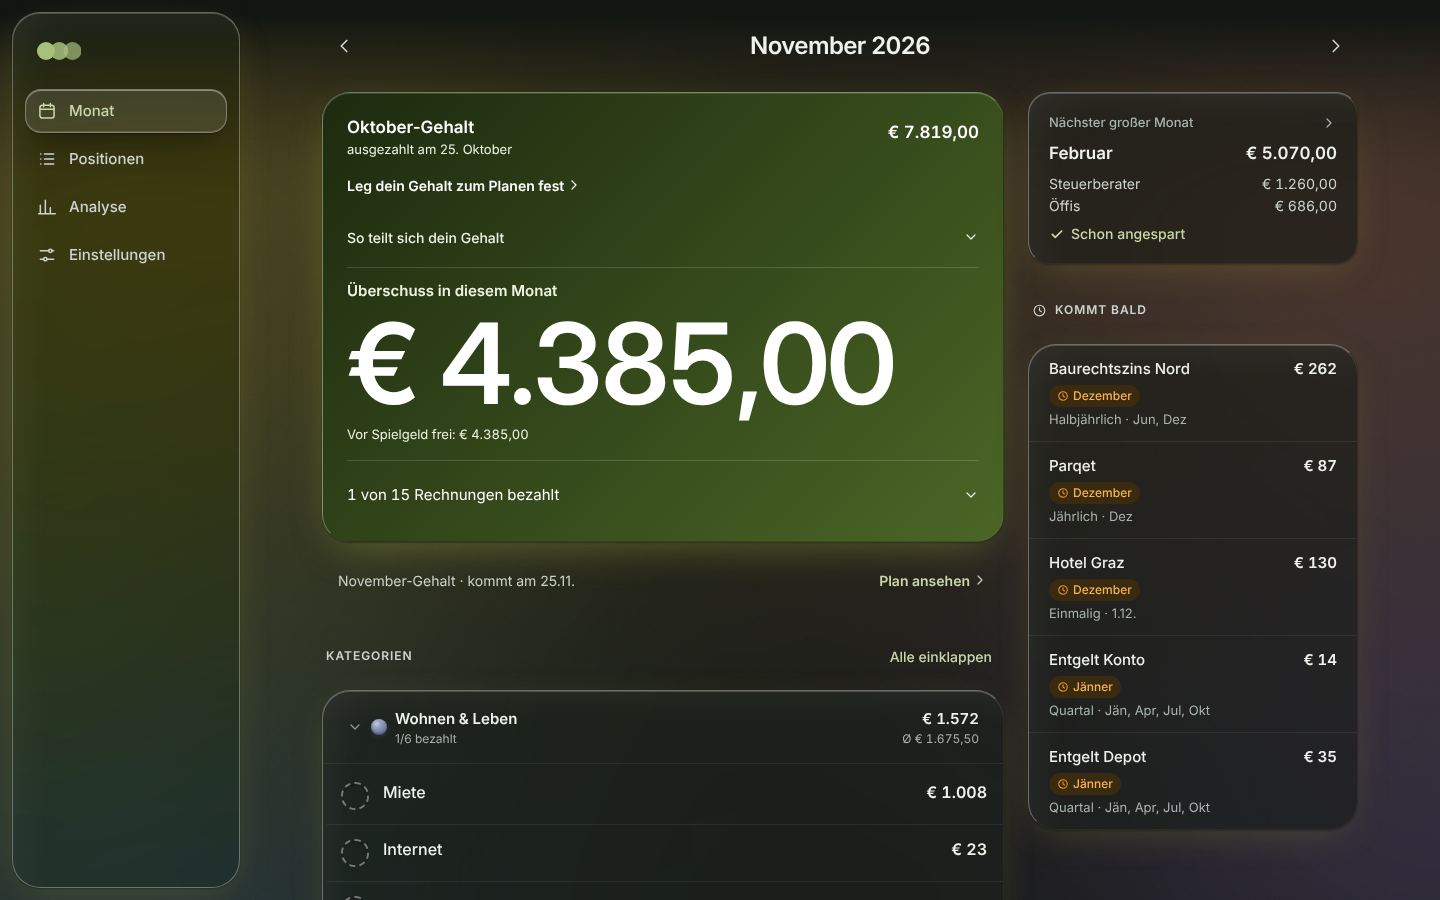 Monat
Positionen
Analyse
Einstellungen
November 2026
Oktober-Gehalt
€ 7.819,00
ausgezahlt am 25. Oktober
Leg dein Gehalt zum Planen fest
So teilt sich dein Gehalt
Überschuss in diesem Monat
€ 4.385,00
Vor Spielgeld frei: € 4.385,00
1 von 15 Rechnungen bezahlt
November-Gehalt · kommt am 25.11.
Plan ansehen
KATEGORIEN
Alle einklappen
Wohnen & Leben
€ 1.572
1/6 bezahlt
Ø € 1.675,50
Miete
€ 1.008
Internet
€ 23
Nächster großer Monat
Februar
€ 5.070,00
Steuerberater
€ 1.260,00
Öffis
€ 686,00
Schon angespart
KOMMT BALD
Baurechtszins Nord
€ 262
Dezember
Halbjährlich · Jun, Dez
Parqet
€ 87
Dezember
Jährlich · Dez
Hotel Graz
€ 130
Dezember
Einmalig · 1.12.
Entgelt Konto
€ 14
Jänner
Quartal · Jän, Apr, Jul, Okt
Entgelt Depot
€ 35
Jänner
Quartal · Jän, Apr, Jul, Okt